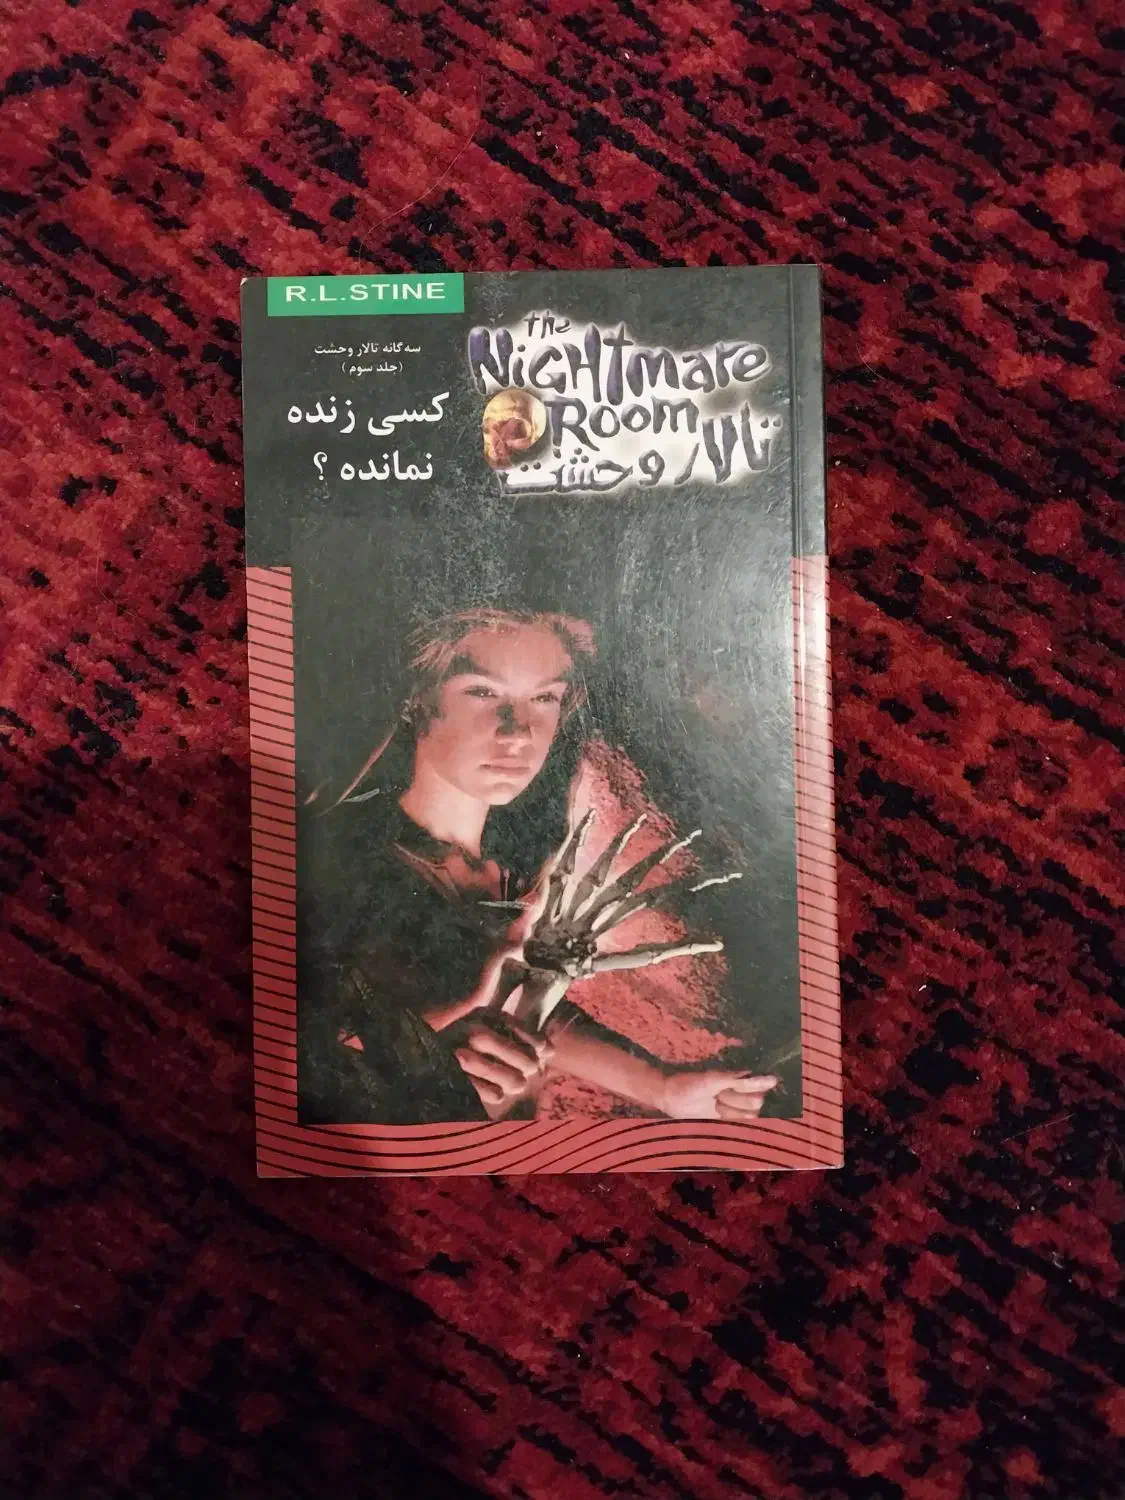 R.L.STINE
سه گانه تالار وحشت
(جلد سوم)
کسی زنده
نمانده ؟
the
NiGHtmare
ROOM
تالار وحشت